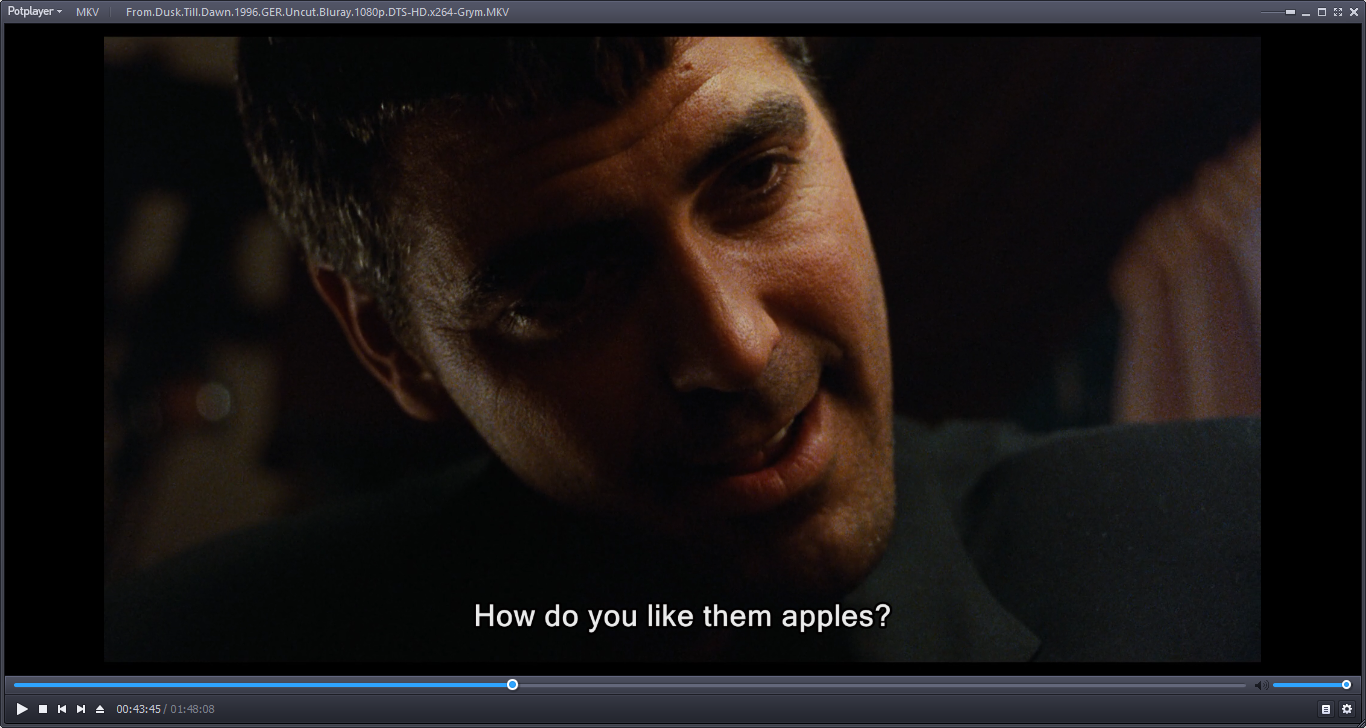 Potplayer MKV From.Dusk.Till.Dawn.1996.GER.Uncut.Bluray.1080p.DTS-HD.x264-Grym.MKV
How do you like them apples?
00:43:45 / 01:48:08